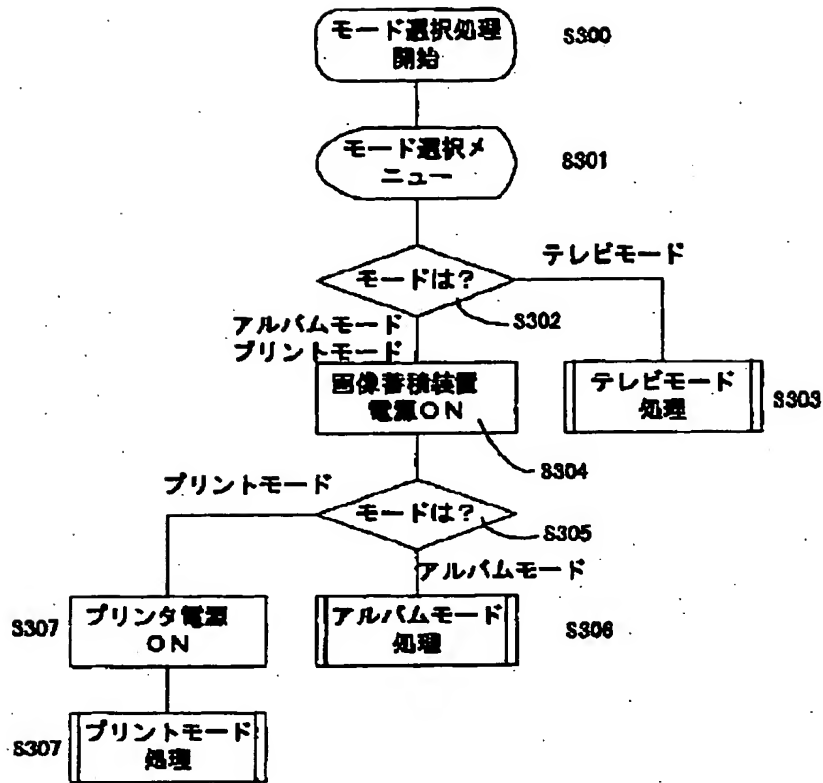 モード選択処理
開始
S300
モード選択メ
ニュー
S301
モードは?
テレビモード
S302
アルバムモード
プリントモード
画像蓄積装置
電源ON
テレビモード
処理
S303
S304
プリントモード
モードは?
S305
アルバムモード
S307
プリンタ電源
ON
アルバムモード
処理
S306
S307
プリントモード
処理